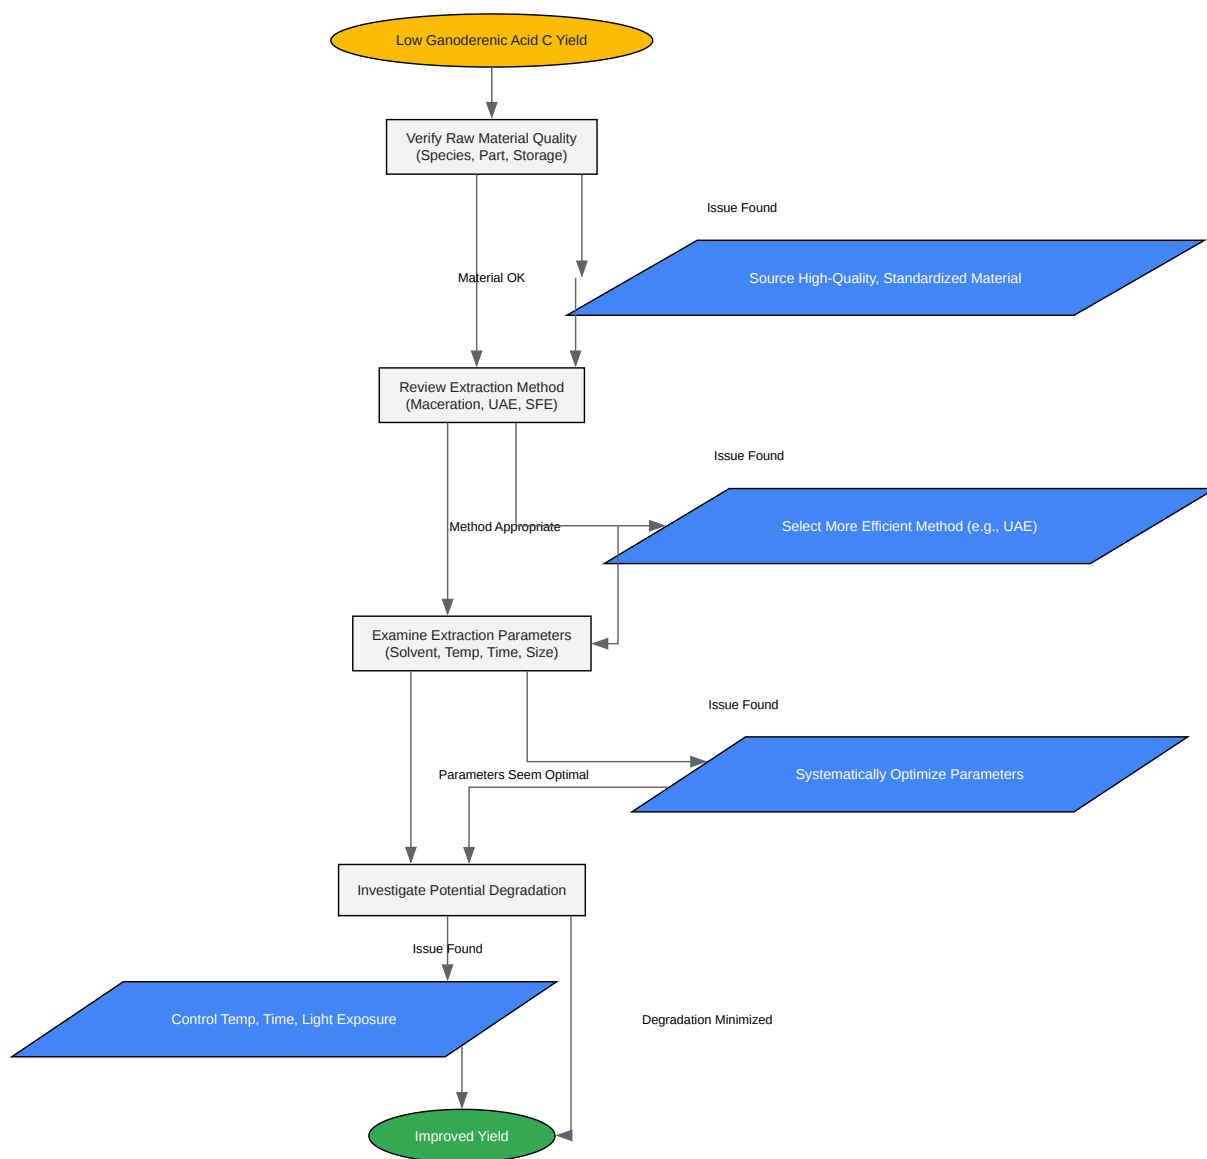 Low Ganoderenic Acid C Yield
Verify Raw Material Quality
(Species, Part, Storage)
Issue Found
Material OK
Source High-Quality, Standardized Material
Review Extraction Method
(Maceration, UAE, SFE)
Issue Found
Method Appropriate
Select More Efficient Method (e.g., UAE)
Examine Extraction Parameters
(Solvent, Temp, Time, Size)
Issue Found
Parameters Seem Optimal
Systematically Optimize Parameters
Investigate Potential Degradation
Issue Found
Control Temp, Time, Light Exposure
Degradation Minimized
Improved Yield